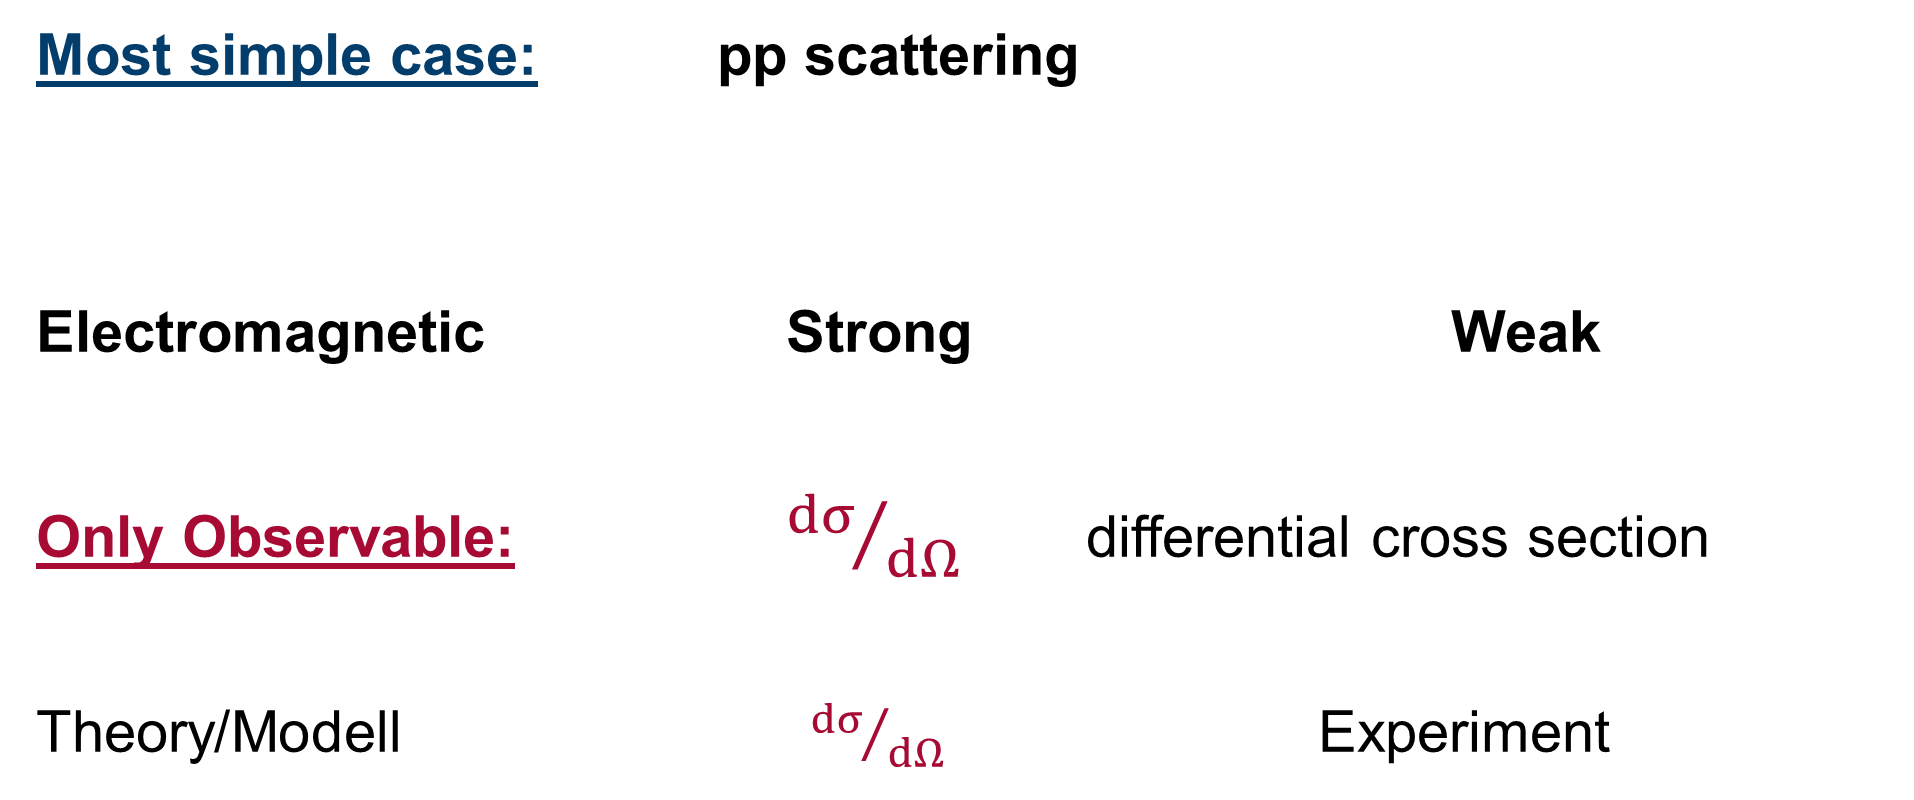 Most simple case: pp scattering
Electromagnetic Strong Weak
Only Observable: dσ/dΩ differential cross section
Theory/Modell dσ/dΩ Experiment